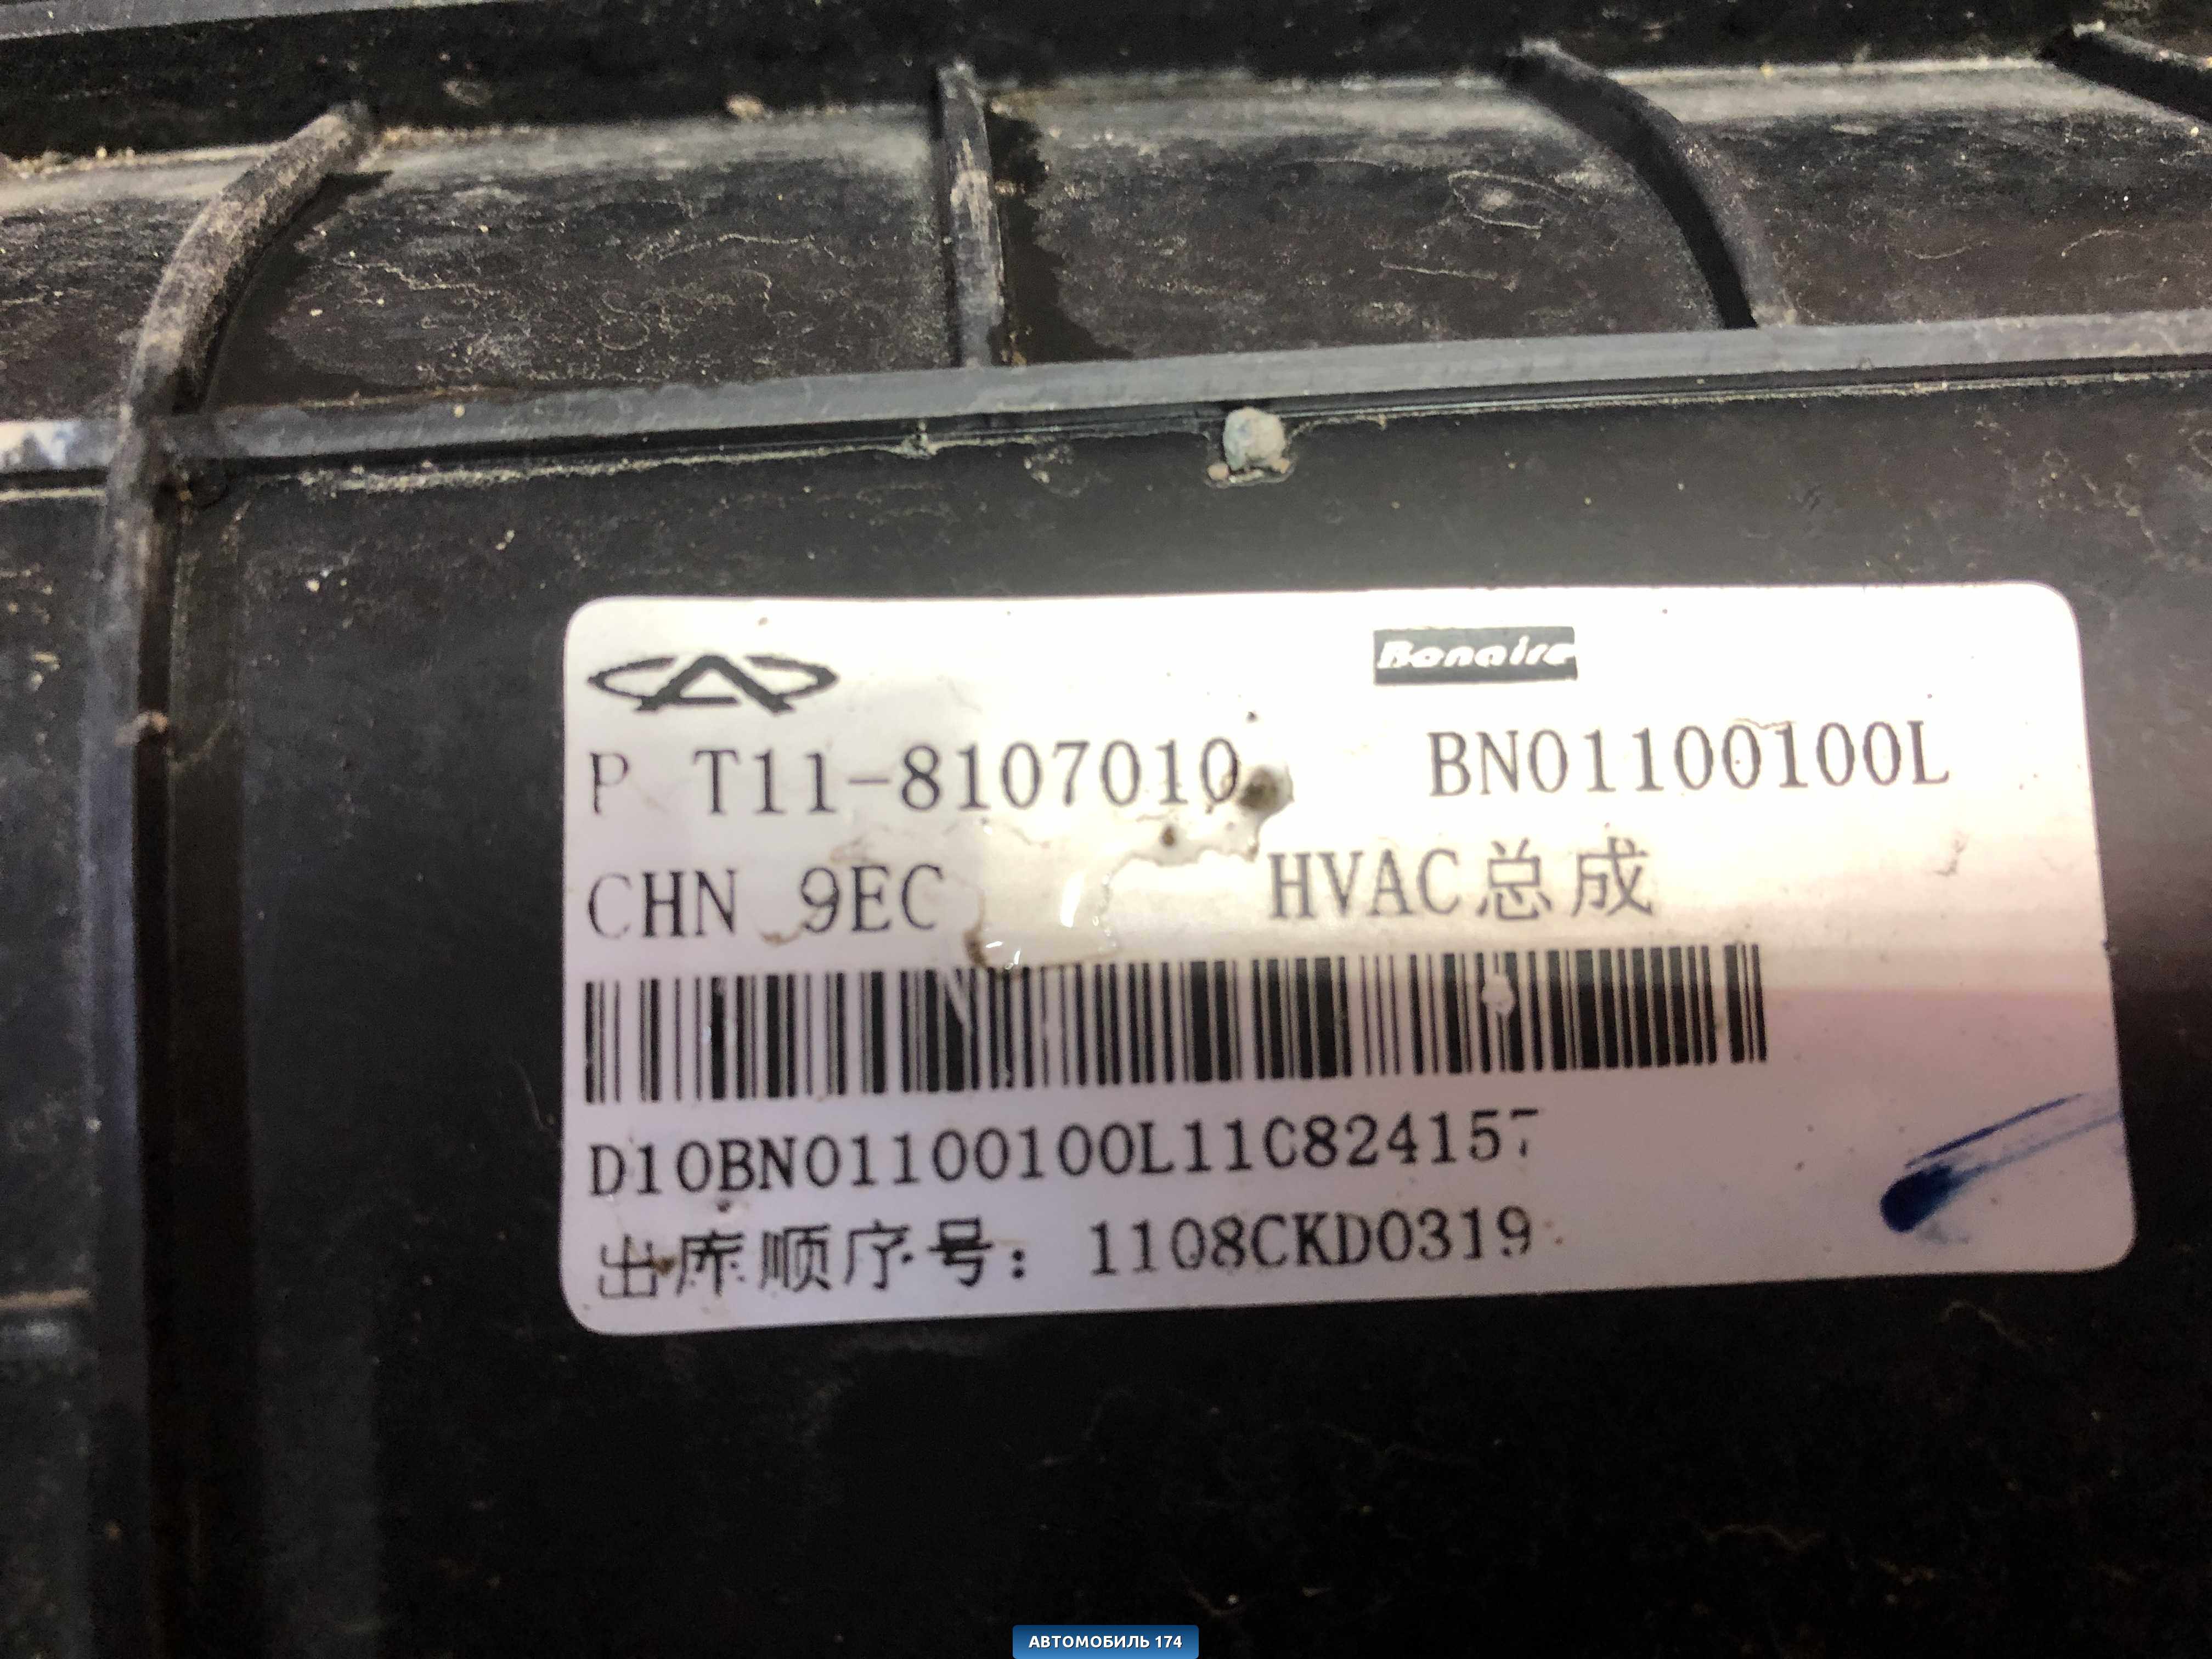 Bonaire
P T11-8107010 BN01100100L
CHN 9EC HVAC总成
D10BN01100100L11C824157
出库顺序号：1108CKD0319
АВТОМОБИЛЬ 174